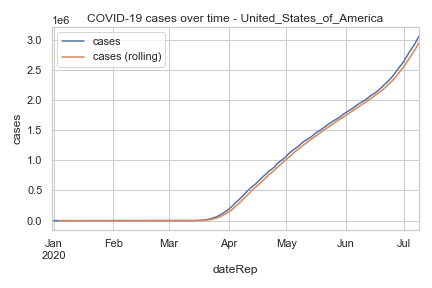 COVID-19 cases over time - United_States_of_America
1e6
cases
cases (rolling)
3.0
2.5
2.0
1.5
1.0
0.5
0.0
cases
Jan Feb Mar Apr May Jun Jul
2020
dateRep